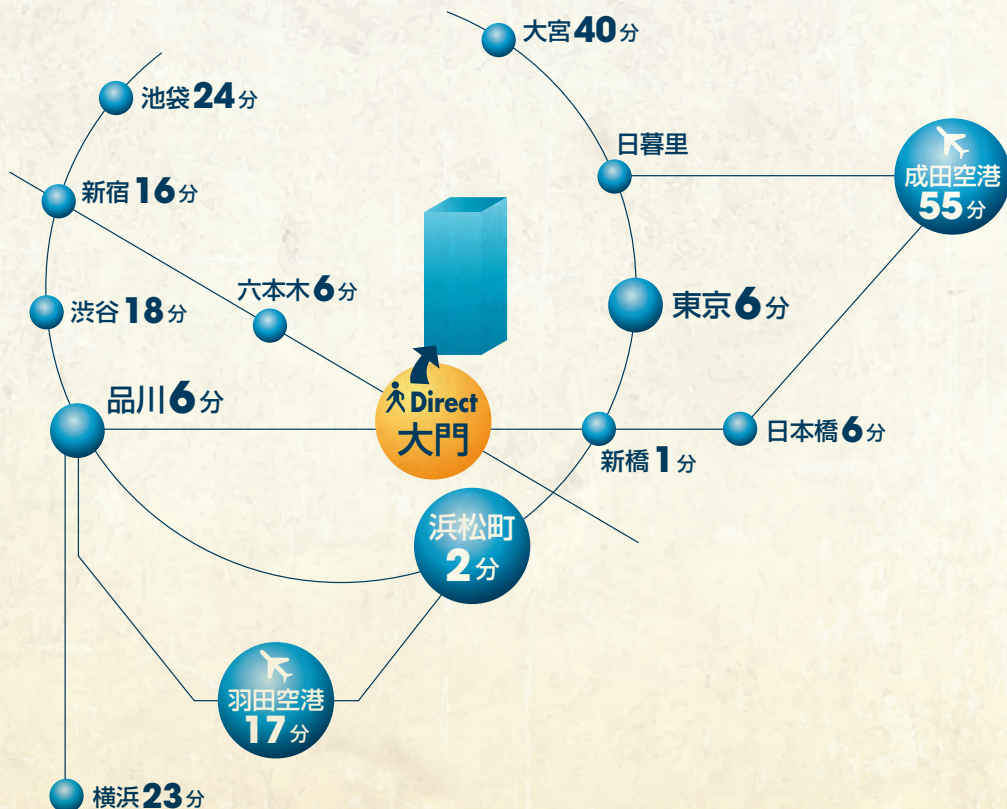 大宮40分
池袋24分
日暮里
成田空港
55分
新宿16分
六本木6分
渋谷18分
東京6分
品川6分
Direct
大門
新橋1分
日本橋6分
浜松町
2分
羽田空港
17分
横浜23分